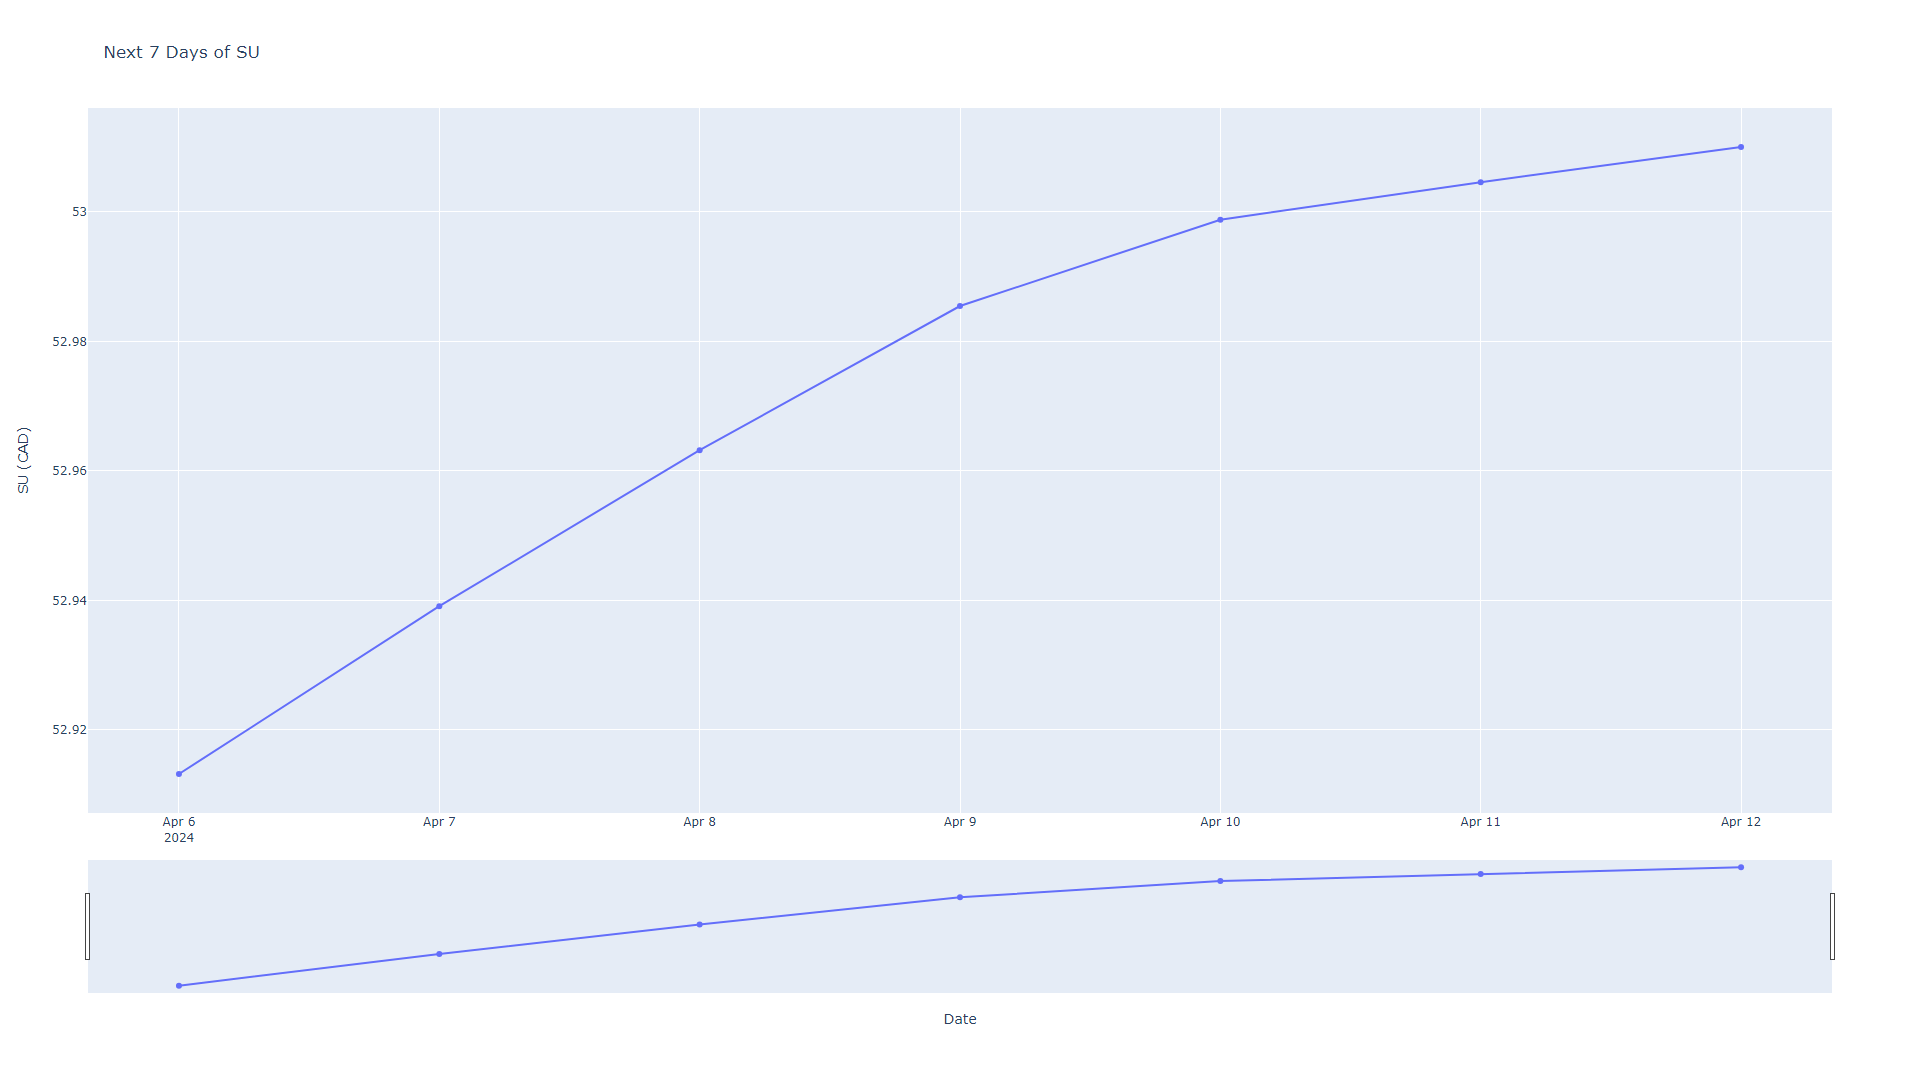 Next 7 Days of SU
53
52.98
52.96
52.94
52.92
SU (CAD)
Apr 6
2024
Apr 7
Apr 8
Apr 9
Apr 10
Apr 11
Apr 12
Date